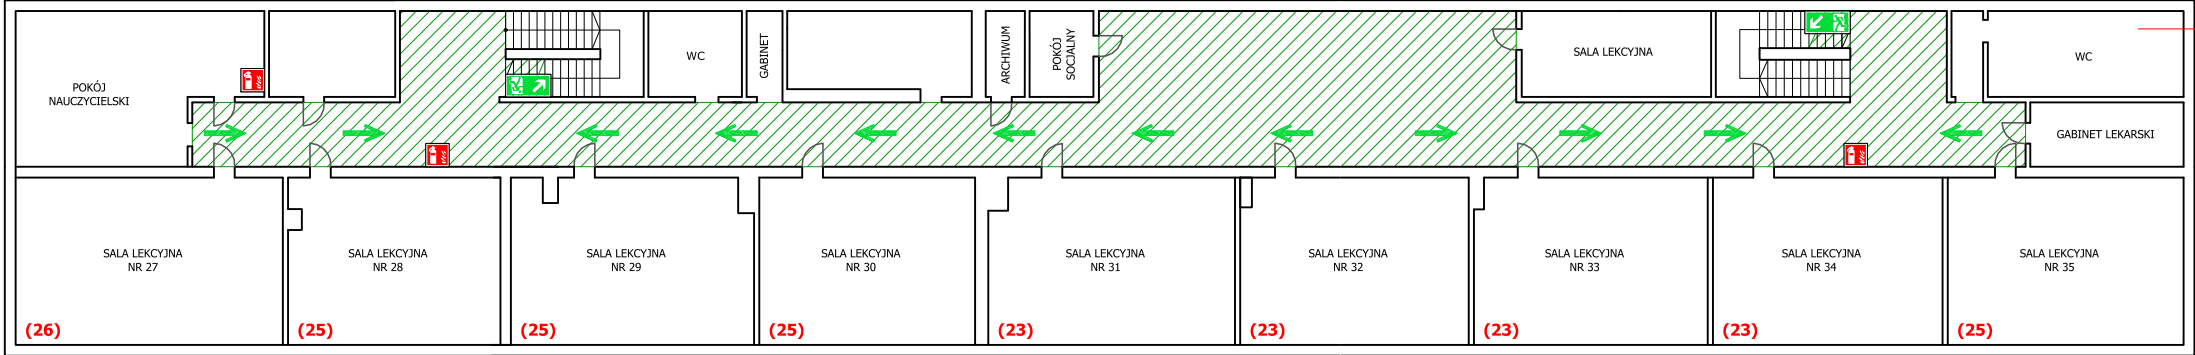 POKÓJ
NAUCZYCIELSKI
WC
GABINET
ARCHIWUM
POKÓJ
SOCJALNY
SALA LEKCYJNA
WC
GABINET LEKARSKI
SALA LEKCYJNA
NR 27
(26)
SALA LEKCYJNA
NR 28
(25)
SALA LEKCYJNA
NR 29
(25)
SALA LEKCYJNA
NR 30
(25)
SALA LEKCYJNA
NR 31
(23)
SALA LEKCYJNA
NR 32
(23)
SALA LEKCYJNA
NR 33
(23)
SALA LEKCYJNA
NR 34
(23)
SALA LEKCYJNA
NR 35
(25)